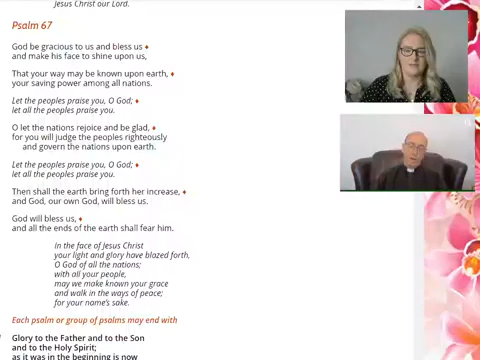 Jesus Christ our Lord.
Psalm 67
God be gracious to us and bless us ♦
and make his face to shine upon us,
That your way may be known upon earth, ♦
your saving power among all nations.
Let the peoples praise you, O God; ♦
let all the peoples praise you.
O let the nations rejoice and be glad, ♦
for you will judge the peoples righteously
and govern the nations upon earth.
Let the peoples praise you, O God; ♦
let all the peoples praise you.
Then shall the earth bring forth her increase, ♦
and God, our own God, will bless us.
God will bless us, ♦
and all the ends of the earth shall fear him.
In the face of Jesus Christ
your light and glory have blazed forth,
O God of all the nations;
with all your people,
may we make known your grace
and walk in the ways of peace;
for your name's sake.
Each psalm or group of psalms may end with
Glory to the Father and to the Son
and to the Holy Spirit;
as it was in the beginning is now